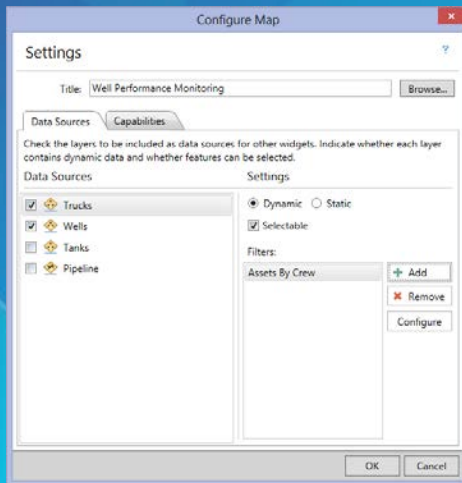 Configure Map
Settings
?
Title: Well Performance Monitoring Browse...
Data Sources Capabilities
Check the layers to be included as data sources for other widgets. Indicate whether each layer
contains dynamic data and whether features can be selected.
Data Sources Settings
Trucks Dynamic Static
Wells Selectable
Tanks Filters:
Pipeline Assets By Crew Add
Remove
Configure
OK Cancel